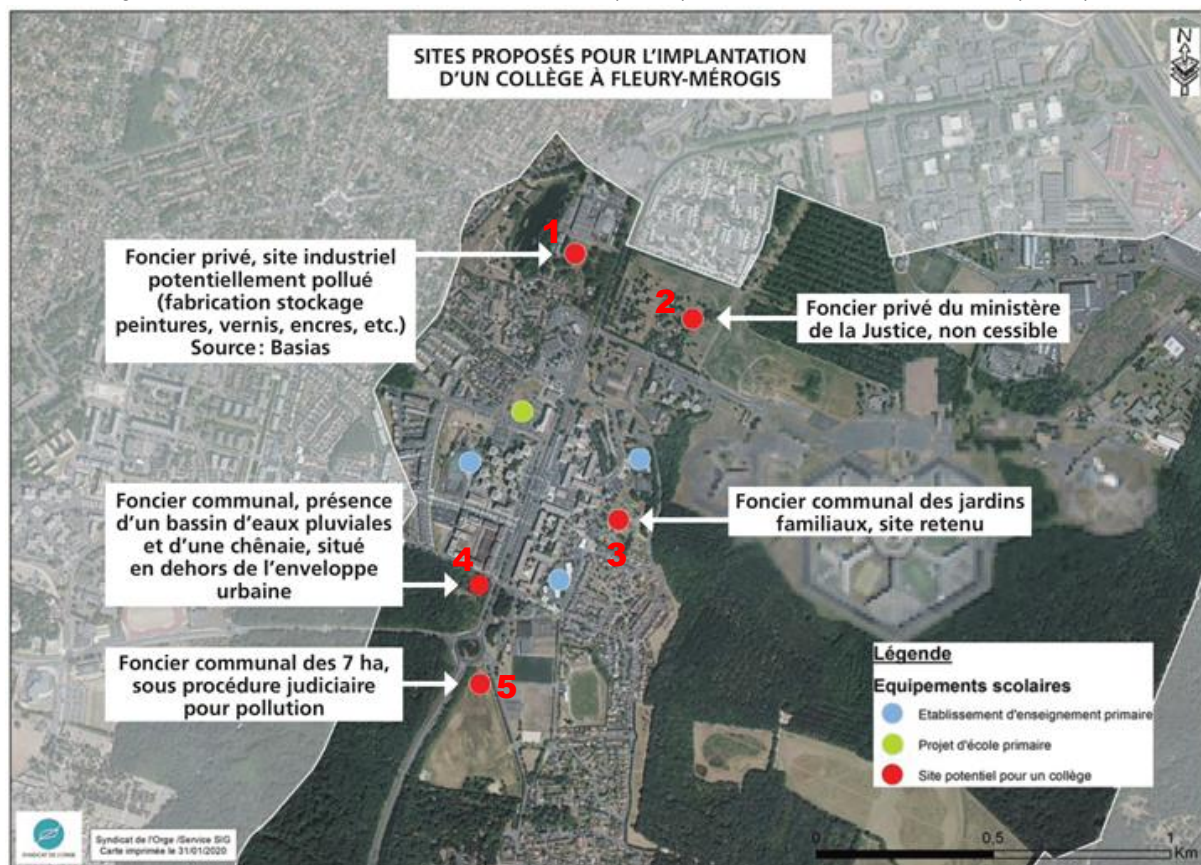 SITES PROPOSÉS POUR L'IMPLANTATION
D'UN COLLÈGE À FLEURY-MÉROGIS
N
1
Foncier privé, site industriel
potentiellement pollué
(fabrication stockage
peintures, vernis, encres, etc.)
Source : Basias
2
Foncier privé du ministère
de la Justice, non cessible
Foncier communal, présence
d'un bassin d'eaux pluviales
et d'une chênaie, situé
en dehors de l'enveloppe
urbaine
4
Foncier communal des jardins
familiaux, site retenu
3
Foncier communal des 7 ha,
sous procédure judiciaire
pour pollution
5
Légende
Equipements scolaires
Etablissement d'enseignement primaire
Projet d'école primaire
Site potentiel pour un collège
SYNDICAT DE L'ORGE
Syndicat de l'Orge /Service SIG
Carte imprimée le 31/01/2020
0 0,5 1
Km